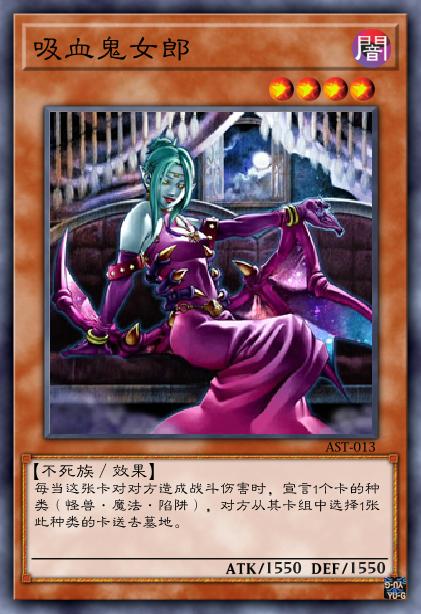 吸血鬼女郎
闇
AST-013
【不死族/效果】
每当这张卡对对方造成战斗伤害时,宣言1个卡的种
类(怪兽·魔法·陷阱),对方从其卡组中选择1张
此种类的卡送去墓地。
ATK/1550 DEF/1550